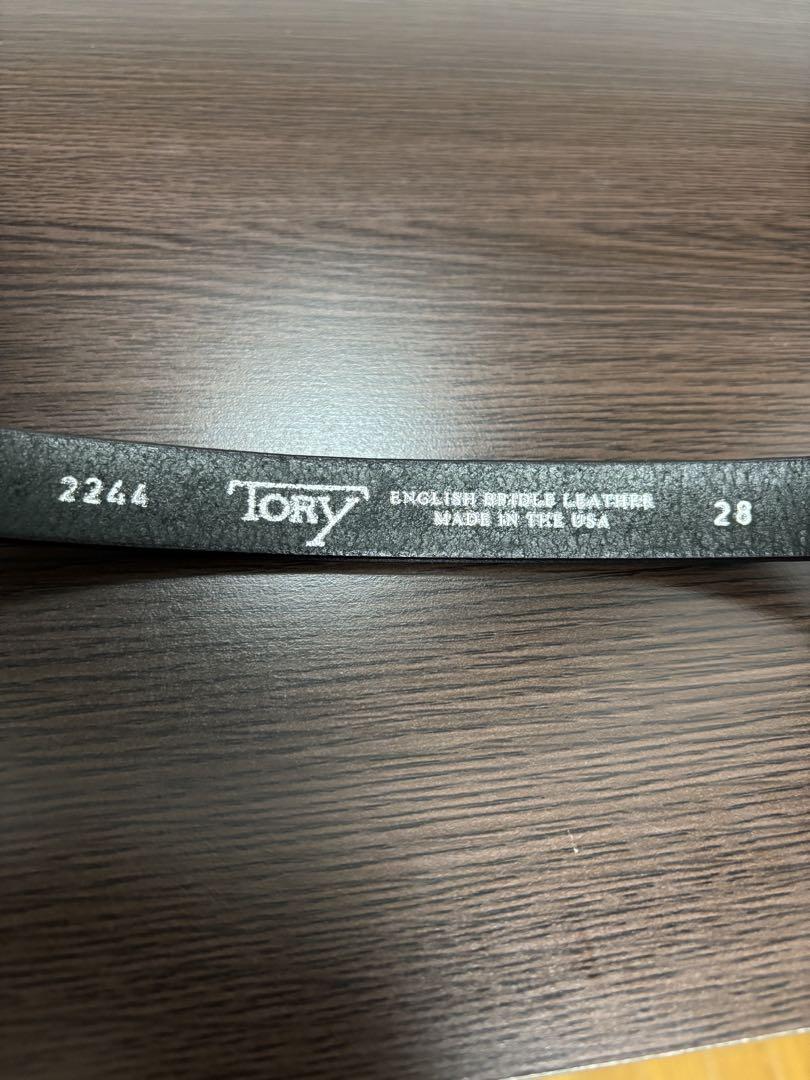 2244
TORY
ENGLISH BRIDLE LEATHER
MADE IN THE USA
28